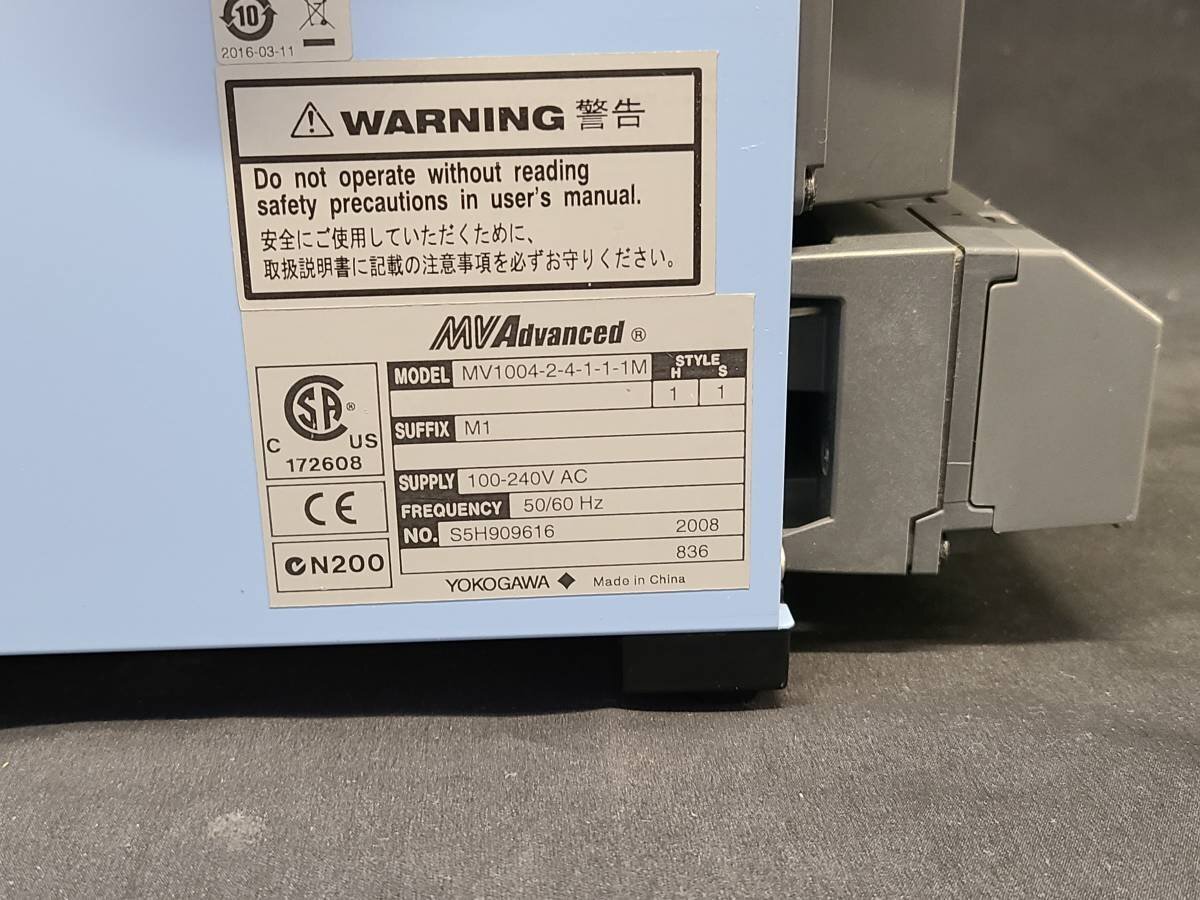 10
2016-03-11
⚠ WARNING 警告
Do not operate without reading
safety precautions in user's manual.
安全にご使用していただくために、
取扱説明書に記載の注意事項を必ずお守りください。
MVAdvanced ®
CSA ®
C US
172608
CE
N200
MODEL MV1004-2-4-1-1-1M
STYLE
H S
1 1
SUFFIX M1
SUPPLY 100-240V AC
FREQUENCY 50/60 Hz
NO. S5H909616 2008
836
YOKOGAWA ◆ Made in China